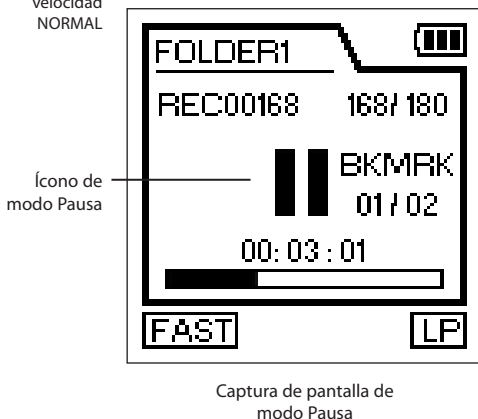 velocidad
NORMAL
FOLDER1
REC00168 168/ 180
Ícono de
modo Pausa
BKMRK
01 / 02
00: 03 : 01
FAST LP
Captura de pantalla de
modo Pausa